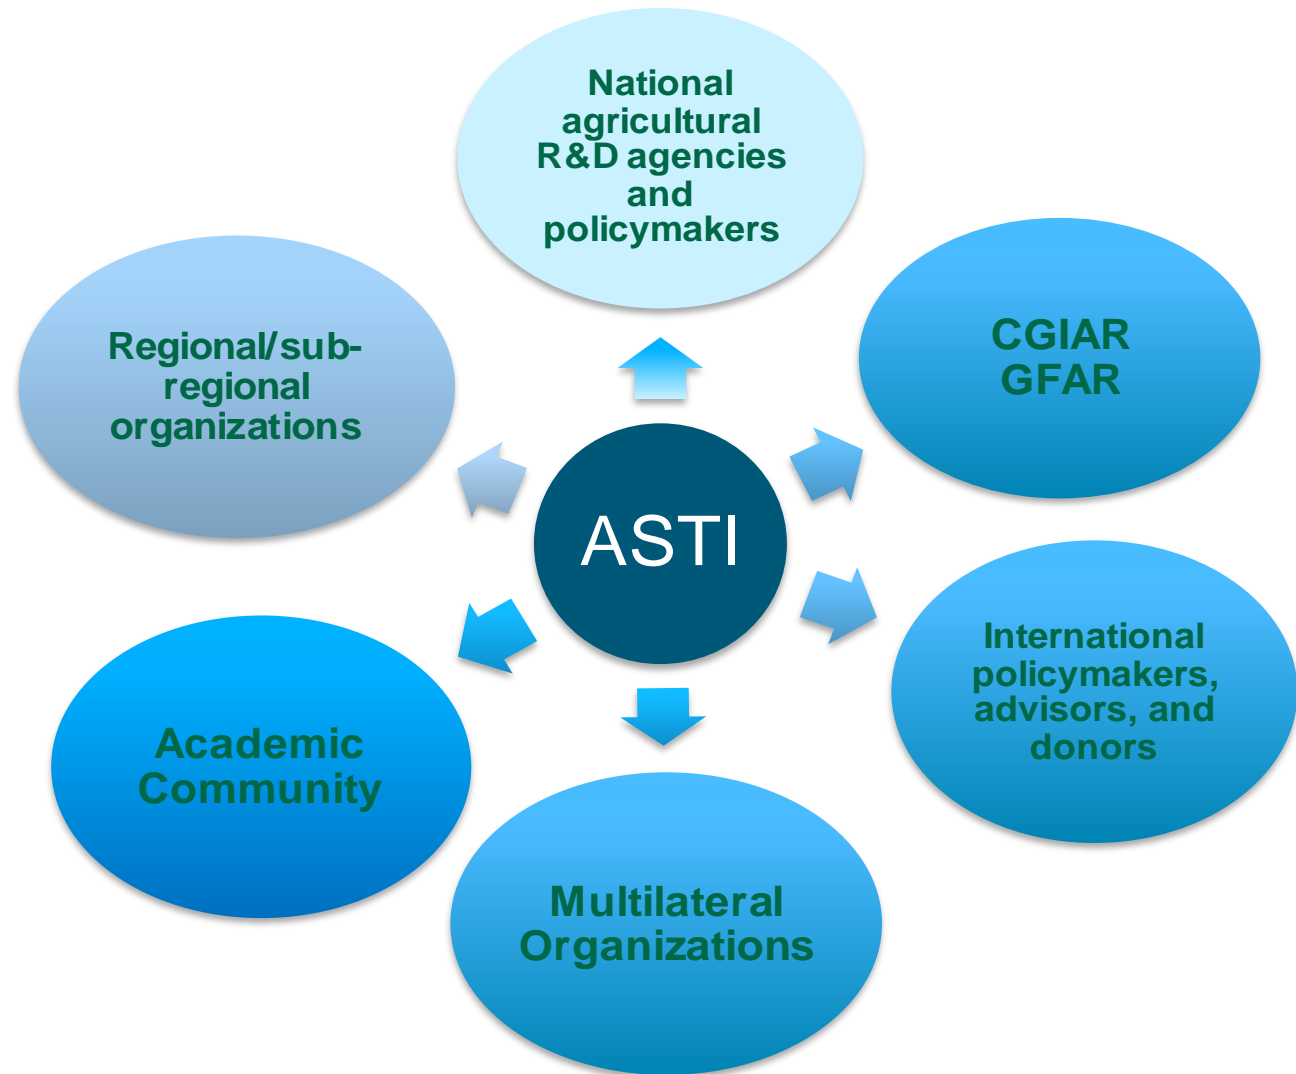 National
agricultural
R&D agencies
and
policymakers
CGIAR
GFAR
International
policymakers,
advisors, and
donors
Multilateral
Organizations
Academic
Community
Regional/sub-
regional
organizations
ASTI